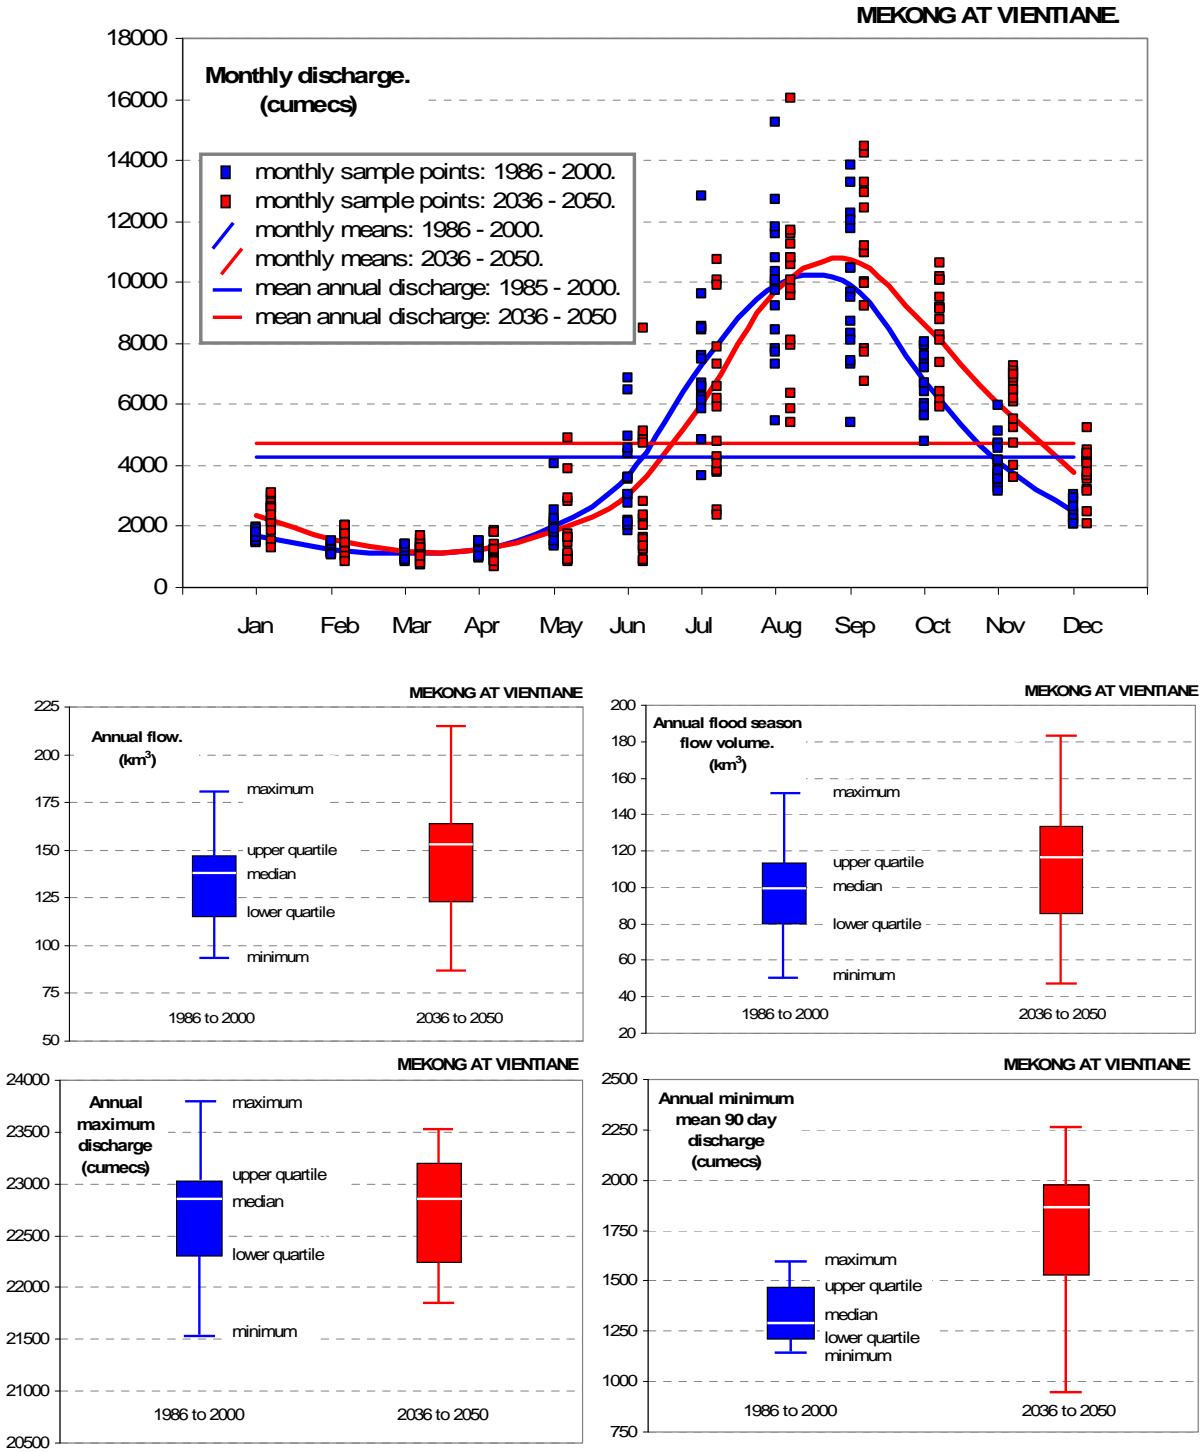 MEKONG AT VIENTIANE.
Monthly discharge.
(cumecs)
18000
16000
14000
12000
10000
8000
6000
4000
2000
0
monthly sample points: 1986 - 2000.
monthly sample points: 2036 - 2050.
monthly means: 1986 - 2000.
monthly means: 2036 - 2050.
mean annual discharge: 1985 - 2000.
mean annual discharge: 2036 - 2050
Jan Feb Mar Apr May Jun Jul Aug Sep Oct Nov Dec
MEKONG AT VIENTIANE
Annual flow.
(km³)
225
200
175
150
125
100
75
50
maximum
upper quartile
median
lower quartile
minimum
1986 to 2000 2036 to 2050
MEKONG AT VIENTIANE
Annual flood season
flow volume.
(km³)
200
180
160
140
120
100
80
60
40
20
maximum
upper quartile
median
lower quartile
minimum
1986 to 2000 2036 to 2050
MEKONG AT VIENTIANE
Annual
maximum
discharge
(cumecs)
24000
23500
23000
22500
22000
21500
21000
20500
maximum
upper quartile
median
lower quartile
minimum
1986 to 2000 2036 to 2050
MEKONG AT VIENTIANE
Annual minimum
mean 90 day
discharge
(cumecs)
2500
2250
2000
1750
1500
1250
1000
750
maximum
upper quartile
median
lower quartile
minimum
1986 to 2000 2036 to 2050